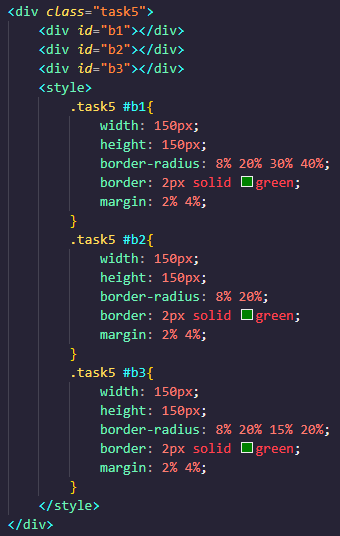 <div class="task5">
<div id="b1"></div>
<div id="b2"></div>
<div id="b3"></div>
<style>
.task5 #b1{
width: 150px;
height: 150px;
border-radius: 8% 20% 30% 40%;
border: 2px solid green;
margin: 2% 4%;
}
.task5 #b2{
width: 150px;
height: 150px;
border-radius: 8% 20%;
border: 2px solid green;
margin: 2% 4%;
}
.task5 #b3{
width: 150px;
height: 150px;
border-radius: 8% 20% 15% 20%;
border: 2px solid green;
margin: 2% 4%;
}
</style>
</div>